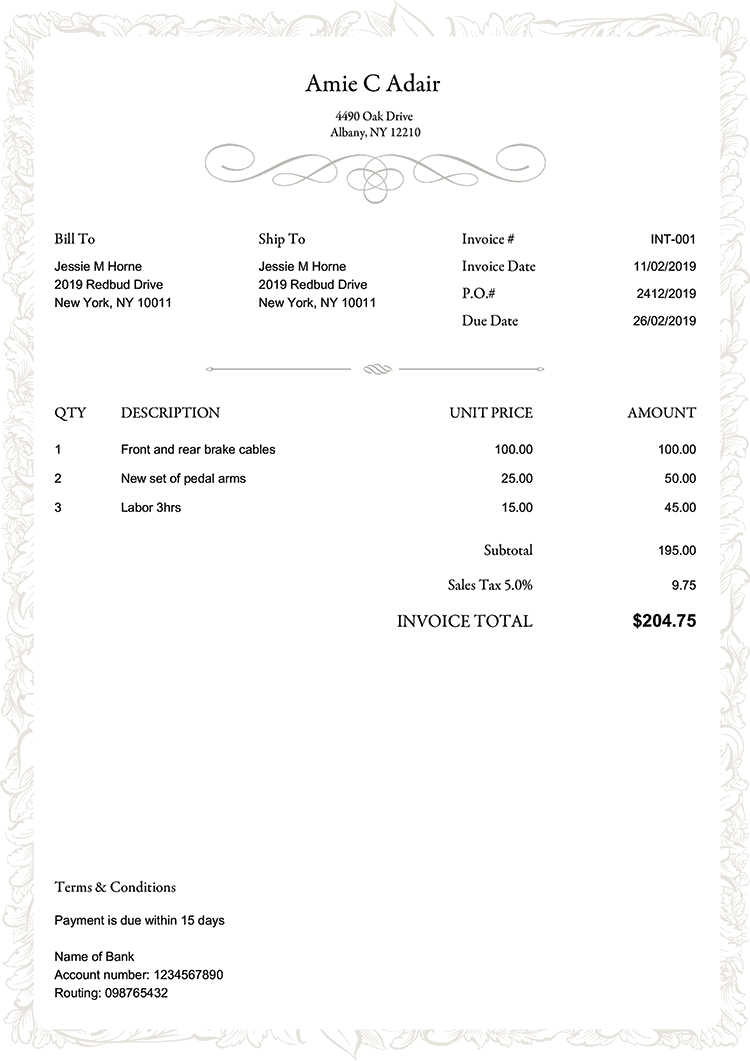 Amie C Adair
4490 Oak Drive
Albany, NY 12210
Bill To
Jessie M Horne
2019 Redbud Drive
New York, NY 10011
Ship To
Jessie M Horne
2019 Redbud Drive
New York, NY 10011
Invoice # INT-001
Invoice Date 11/02/2019
P.O.# 2412/2019
Due Date 26/02/2019
QTY DESCRIPTION UNIT PRICE AMOUNT
1 Front and rear brake cables 100.00 100.00
2 New set of pedal arms 25.00 50.00
3 Labor 3hrs 15.00 45.00
Subtotal 195.00
Sales Tax 5.0% 9.75
INVOICE TOTAL $204.75
Terms & Conditions
Payment is due within 15 days
Name of Bank
Account number: 1234567890
Routing: 098765432